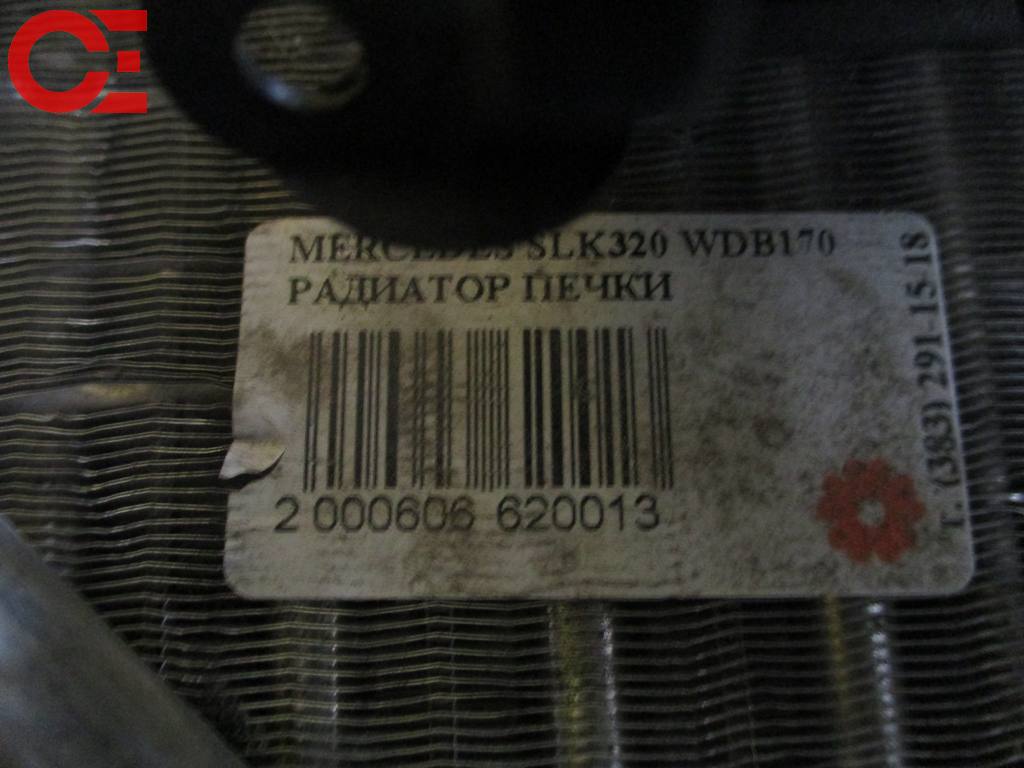 MERCEDES SLK320 WDB170
РАДИАТОР ПЕЧКИ
2 000606 620013
т. (383) 291-15-18